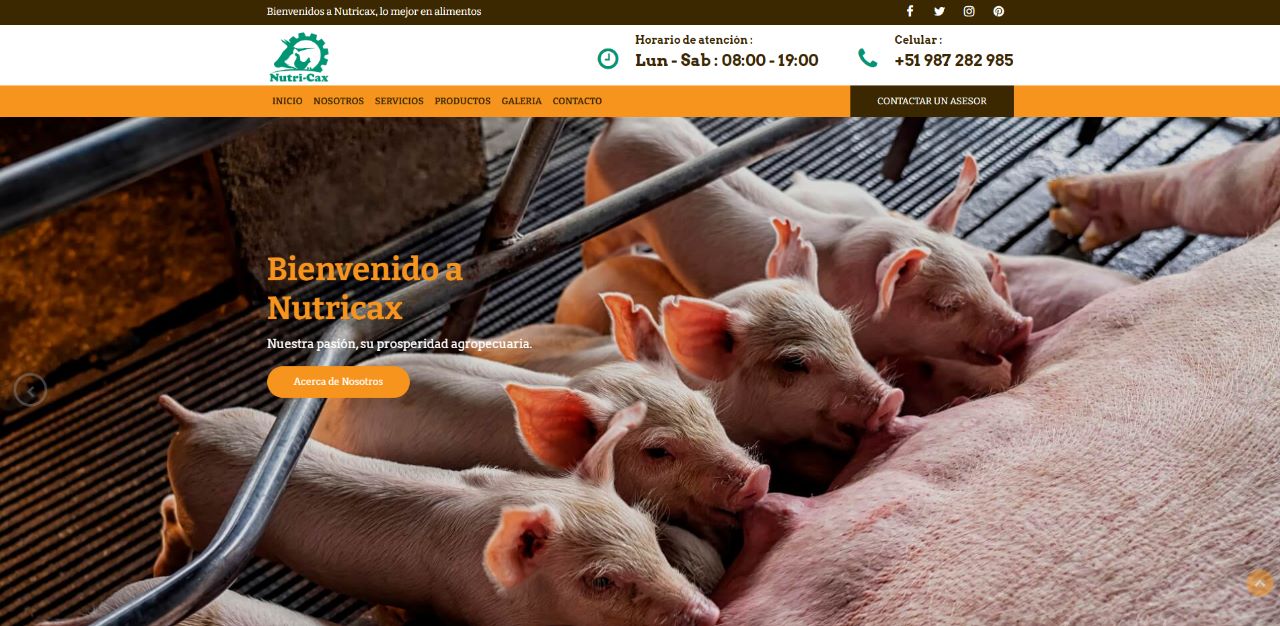 Bienvenidos a Nutricax, lo mejor en alimentos
Nutri-Cax
Horario de atención :
Lun - Sab : 08:00 - 19:00
Celular :
+51 987 282 985
INICIO NOSOTROS SERVICIOS PRODUCTOS GALERIA CONTACTO
CONTACTAR UN ASESOR
Bienvenido a
Nutricax
Nuestra pasión, su prosperidad agropecuaria.
Acerca de Nosotros